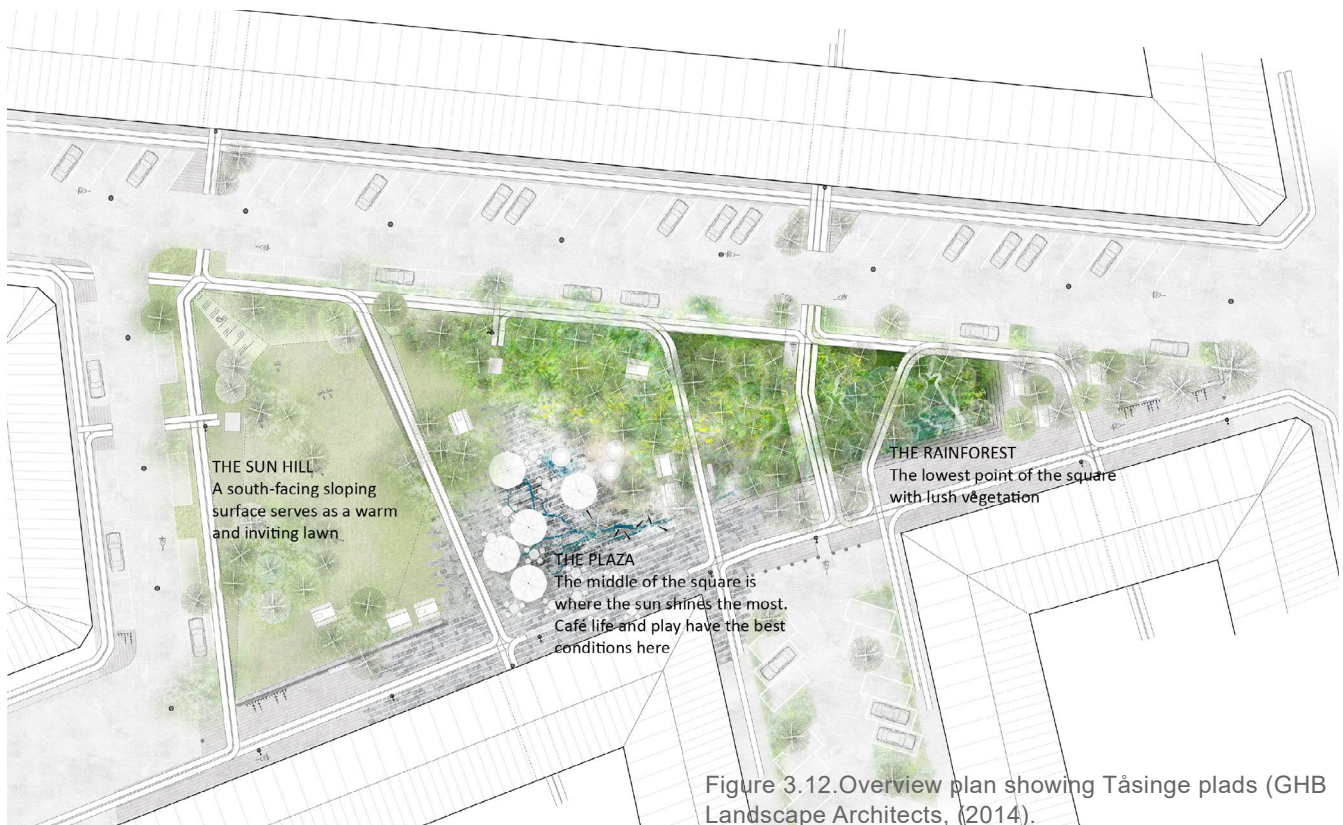 THE SUN HILL
A south-facing sloping
surface serves as a warm
and inviting lawn
THE PLAZA
The middle of the square is
where the sun shines the most.
Café life and play have the best
conditions here
THE RAINFOREST
The lowest point of the square
with lush vegetation
Figure 3.12.Overview plan showing Tåsinge plads (GHB
Landscape Architects, (2014).